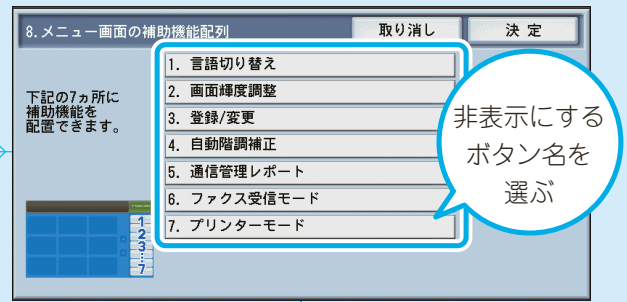 8.メニュー画面の補助機能配列
取り消し
決 定
下記の7ヵ所に
補助機能を
配置できます。
1. 言語切り替え
2. 画面輝度調整
3. 登録/変更
4. 自動階調補正
5. 通信管理レポート
6. ファクス受信モード
7. プリンターモード
非表示にする
ボタン名を
選ぶ
1
2
3
7